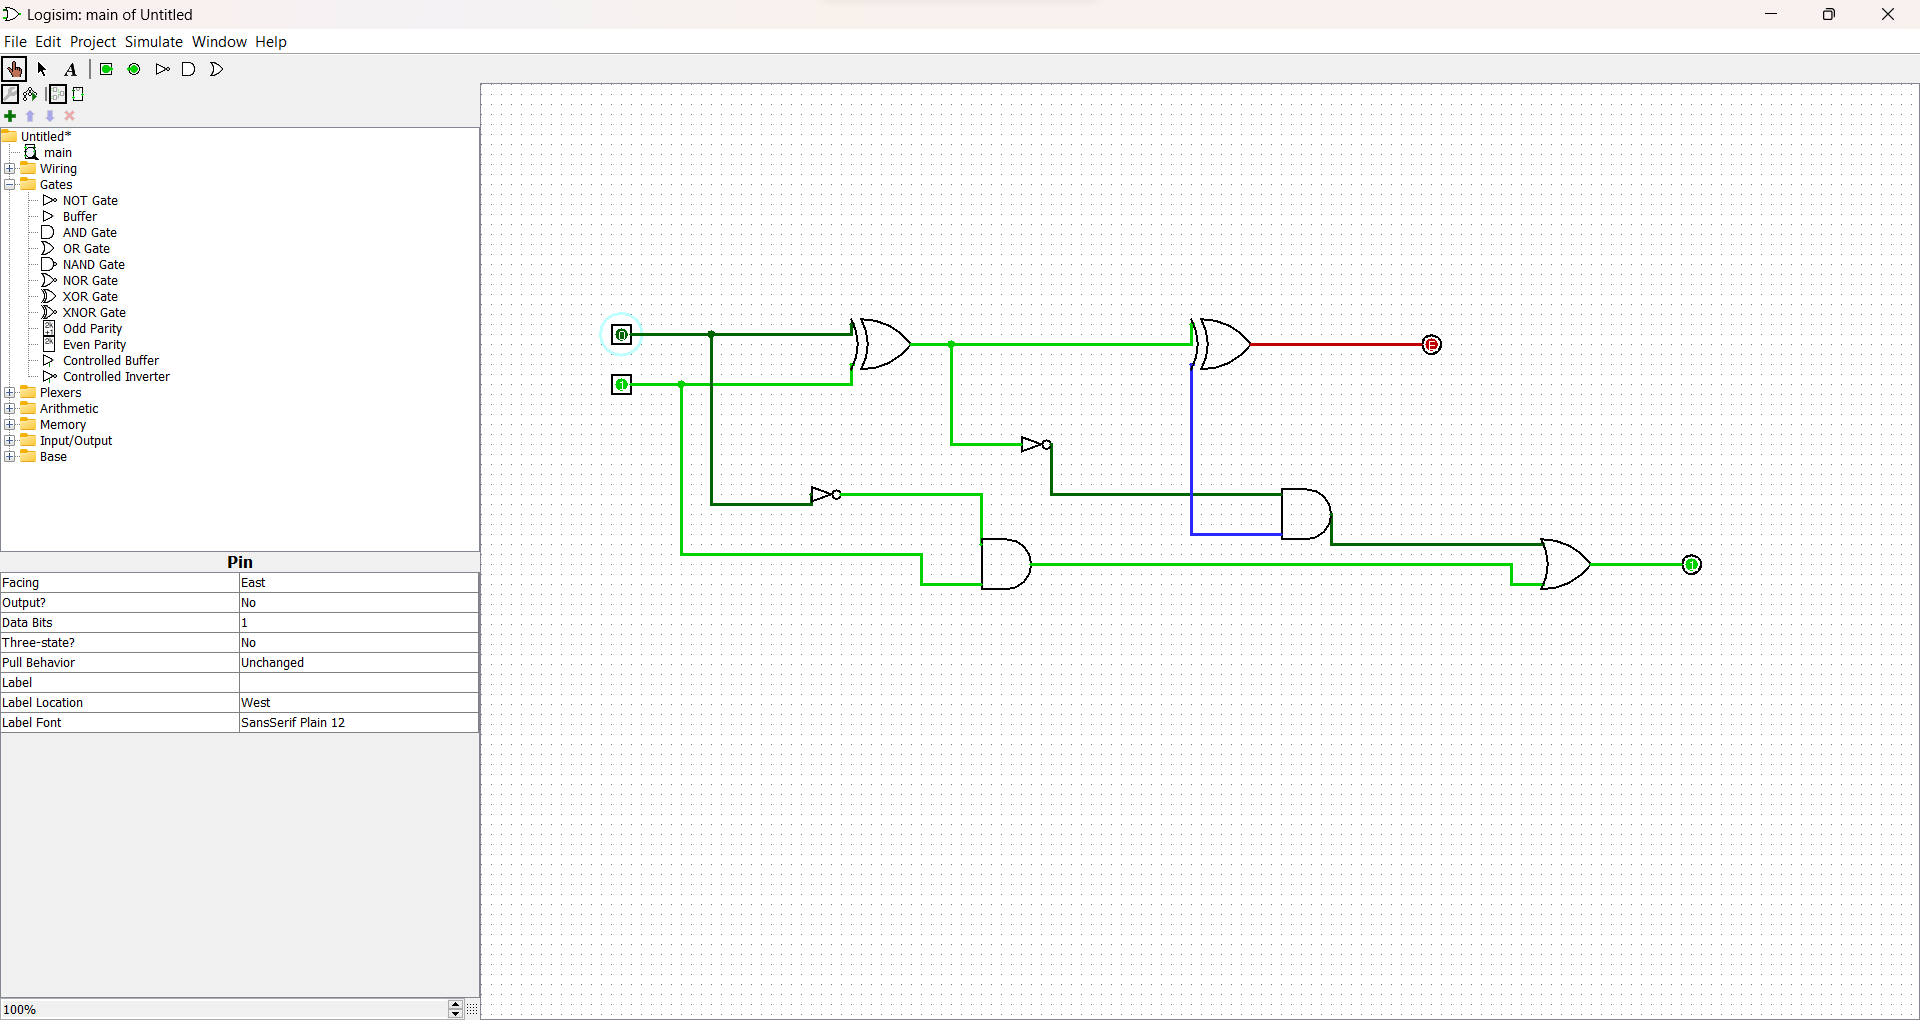 Logisim: main of Untitled
File Edit Project Simulate Window Help
A
Untitled*
main
Wiring
Gates
NOT Gate
Buffer
AND Gate
OR Gate
NAND Gate
NOR Gate
XOR Gate
XNOR Gate
Odd Parity
Even Parity
Controlled Buffer
Controlled Inverter
Plexers
Arithmetic
Memory
Input/Output
Base
Pin
Facing East
Output? No
Data Bits 1
Three-state? No
Pull Behavior Unchanged
Label
Label Location West
Label Font SansSerif Plain 12
100%
0
1
E
1